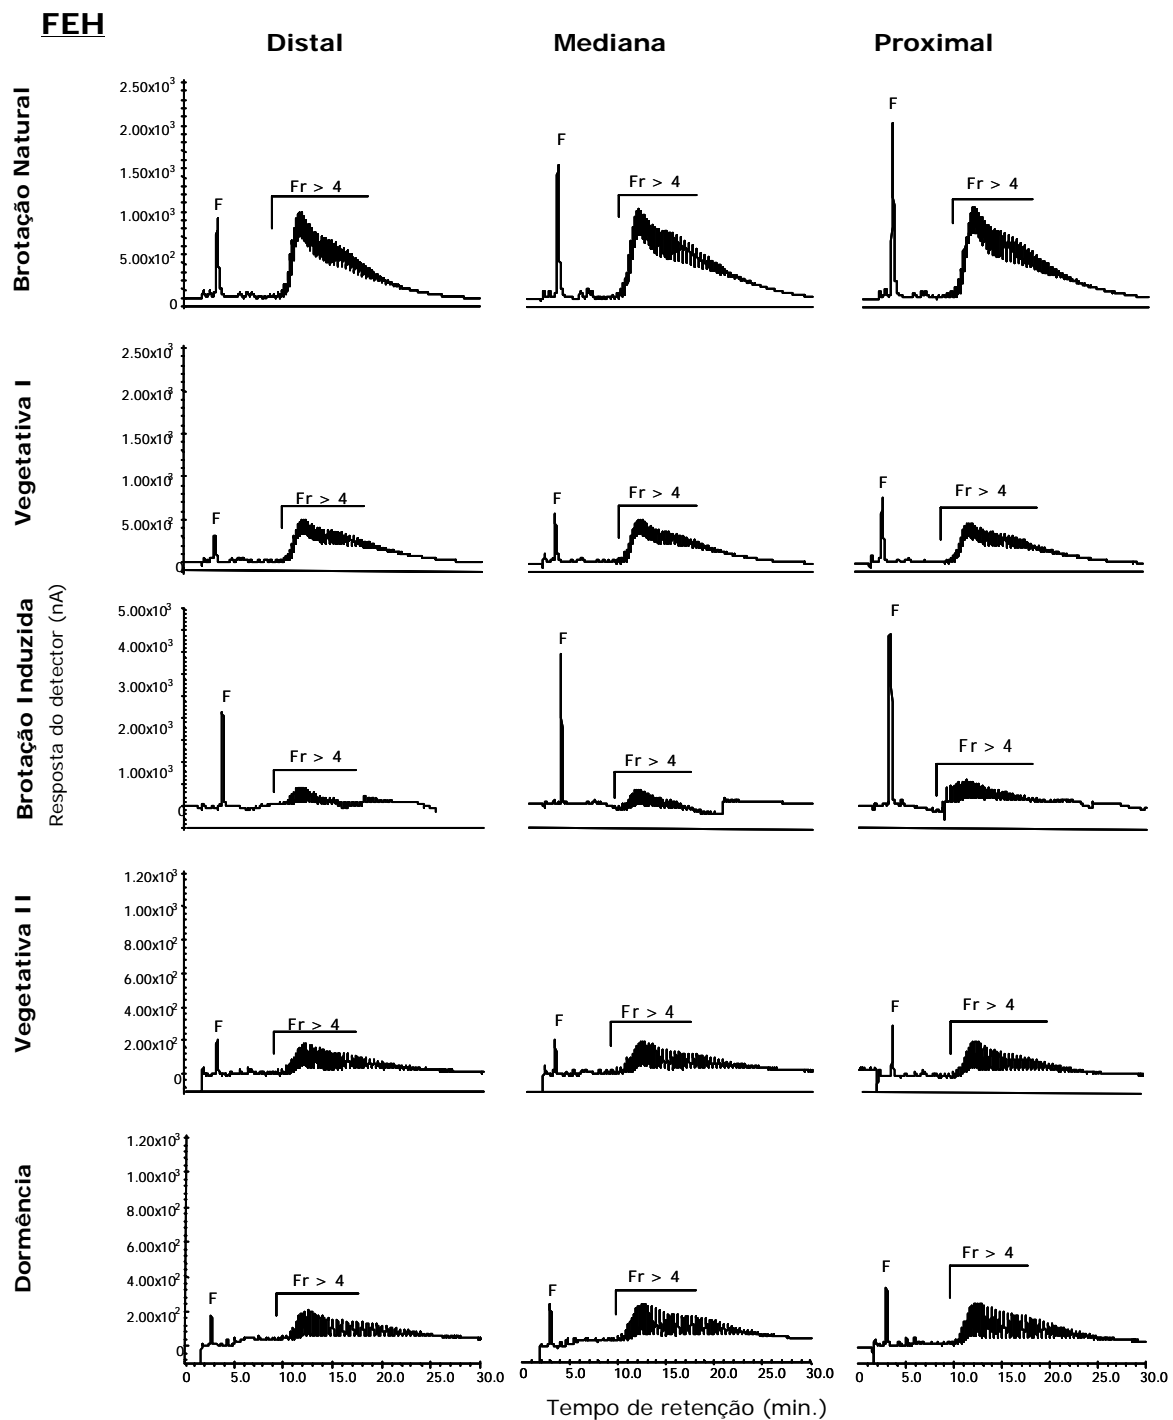 FEH
Distal Mediana Proximal
Brotação Natural
2.50x10³
2.00x10³
1.50x10³
1.00x10³
5.00x10²
0
F Fr > 4
F Fr > 4
F Fr > 4
Vegetativa I
2.50x10³
2.00x10³
1.50x10³
1.00x10³
5.00x10²
0
F Fr > 4
F Fr > 4
F Fr > 4
Brotação Induzida
Resposta do detector (nA)
5.00x10³
4.00x10³
3.00x10³
2.00x10³
1.00x10³
0
F Fr > 4
F Fr > 4
F Fr > 4
Vegetativa II
1.20x10³
1.00x10³
8.00x10²
6.00x10²
4.00x10²
2.00x10²
0
F Fr > 4
F Fr > 4
F Fr > 4
Dormência
1.20x10³
1.00x10³
8.00x10²
6.00x10²
4.00x10²
2.00x10²
0
F Fr > 4
F Fr > 4
F Fr > 4
0 5.0 10.0 15.0 20.0 25.0 30.0
0 5.0 10.0 15.0 20.0 25.0 30.0
0 5.0 10.0 15.0 20.0 25.0 30.0
Tempo de retenção (min.)